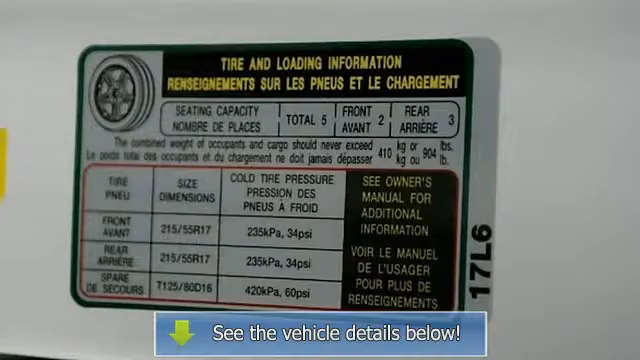 TIRE AND LOADING INFORMATION
RENSEIGNEMENTS SUR LES PNEUS ET LE CHARGEMENT
SEATING CAPACITY
NOMBRE DE PLACES
TOTAL 5
FRONT
AVANT 2
REAR
ARRIÈRE 3
The combined weight of occupants and cargo should never exceed
Le poids total des occupants et du chargement ne doit jamais dépasser
410 kg or
kg ou 904 lbs.
lb.
TIRE
PNEU
SIZE
DIMENSIONS
COLD TIRE PRESSURE
PRESSION DES
PNEUS À FROID
SEE OWNER'S
MANUAL FOR
ADDITIONAL
INFORMATION
FRONT
AVANT
215/55R17
235kPa, 34psi
REAR
ARRIÈRE
215/55R17
235kPa, 34psi
SPARE
DE SECOURS
T125/80D16
420kPa, 60psi
VOIR LE MANUEL
DE L'USAGER
POUR PLUS DE
RENSEIGNEMENTS
17L6
See the vehicle details below!